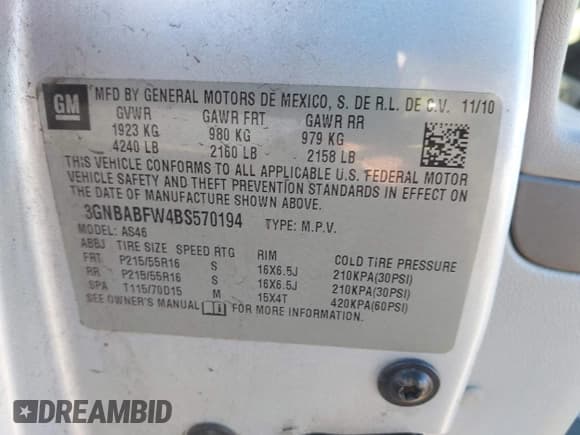 GM
MFD BY GENERAL MOTORS DE MEXICO, S. DE R.L. DE C.V. 11/10
GVWR GAWR FRT GAWR RR
1923 KG 980 KG 979 KG
4240 LB 2160 LB 2158 LB
THIS VEHICLE CONFORMS TO ALL APPLICABLE U.S. FEDERAL MOTOR
VEHICLE SAFETY AND THEFT PREVENTION STANDARDS IN EFFECT ON
THE DATE OF MANUFACTURE SHOWN ABOVE.
3GNBABFW4BS570194 TYPE: M.P.V.
MODEL: AS46
ABBJ TIRE SIZE SPEED RTG RIM COLD TIRE PRESSURE
FRT P215/55R16 S 16X6.5J 210KPA(30PSI)
RR P215/55R16 S 16X6.5J 210KPA(30PSI)
SPA T115/70D15 M 15X4T 420KPA(60PSI)
SEE OWNER'S MANUAL FOR MORE INFORMATION.
DREAMBID